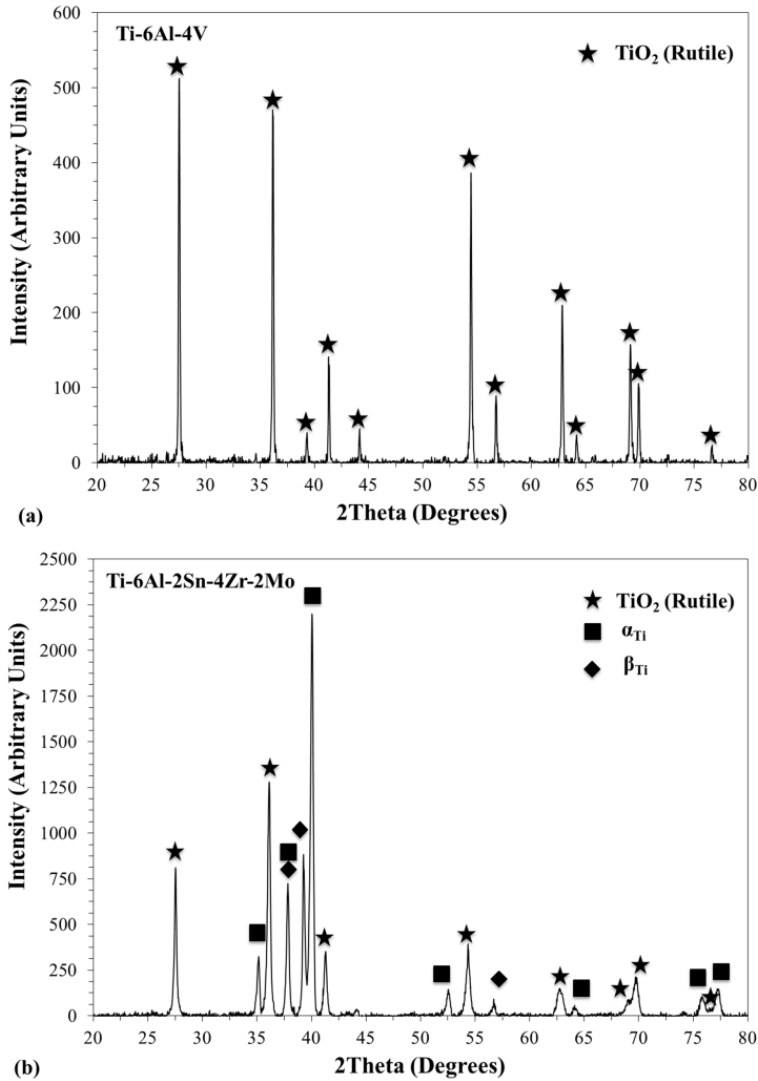 Ti-6Al-4V
★ TiO₂ (Rutile)
Intensity (Arbitrary Units)
600
500
400
300
200
100
0
20 25 30 35 40 45 50 55 60 65 70 75 80
2Theta (Degrees)
(a)
Ti-6Al-2Sn-4Zr-2Mo
★ TiO₂ (Rutile)
■ αTi
◆ βTi
Intensity (Arbitrary Units)
2500
2250
2000
1750
1500
1250
1000
750
500
250
0
20 25 30 35 40 45 50 55 60 65 70 75 80
2Theta (Degrees)
(b)